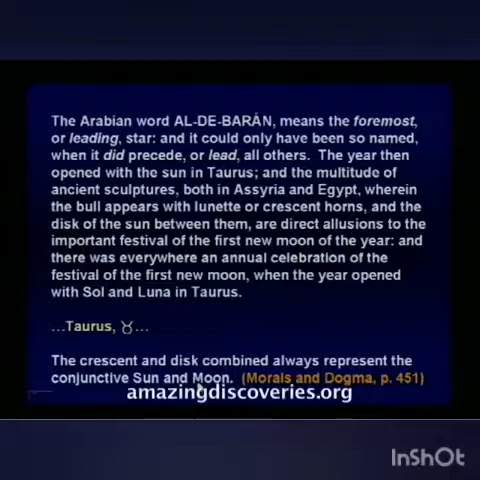 The Arabian word AL-DE-BARÁN, means the foremost,
or leading, star: and it could only have been so named,
when it did precede, or lead, all others. The year then
opened with the sun in Taurus; and the multitude of
ancient sculptures, both in Assyria and Egypt, wherein
the bull appears with lunette or crescent horns, and the
disk of the sun between them, are direct allusions to the
important festival of the first new moon of the year: and
there was everywhere an annual celebration of the
festival of the first new moon, when the year opened
with Sol and Luna in Taurus.
...Taurus, ♉...
The crescent and disk combined always represent the
conjunctive Sun and Moon. (Morals and Dogma, p. 451)
amazingdiscoveries.org
InShOt